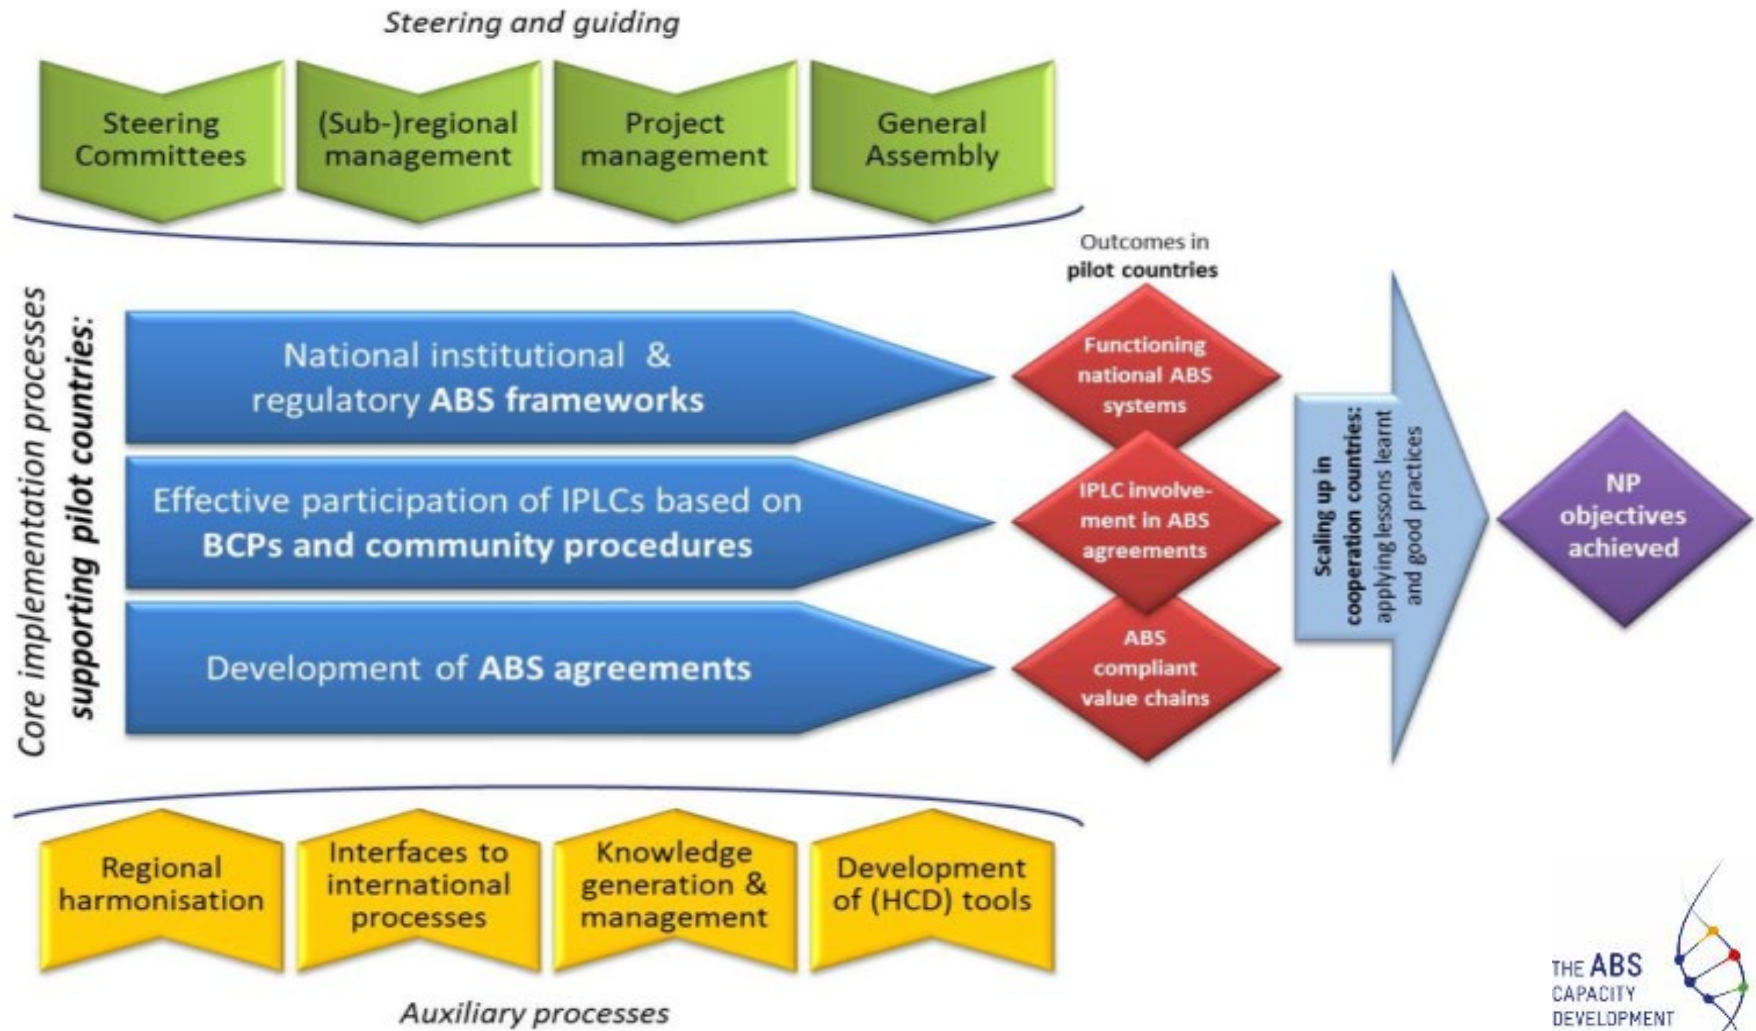 Steering and guiding
Steering
Committees
(Sub-)regional
management
Project
management
General
Assembly
Core implementation processes
supporting pilot countries:
Outcomes in
pilot countries
National institutional &
regulatory ABS frameworks
Functioning
national ABS
systems
Effective participation of IPLCs based on
BCPs and community procedures
IPLC involve-
ment in ABS
agreements
Development of ABS agreements
ABS
compliant
value chains
Scaling up in
cooperation countries:
applying lessons learnt
and good practices
NP
objectives
achieved
Regional
harmonisation
Interfaces to
international
processes
Knowledge
generation &
management
Development
of (HCD) tools
Auxiliary processes
THE ABS
CAPACITY
DEVELOPMENT